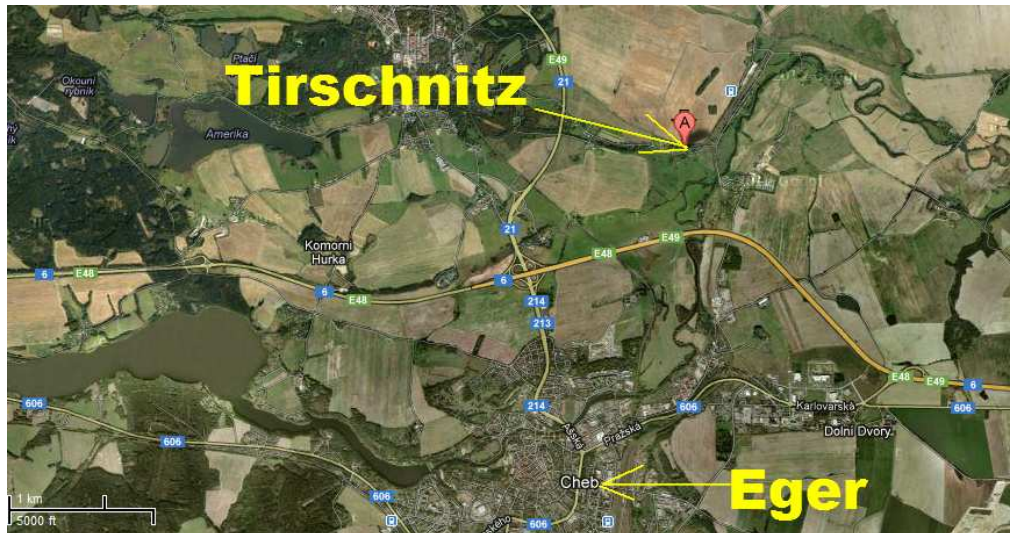 E49
21
Ptačí
Okouní
rybník
Tirschnitz
A
Amerika
21
Komorní
Hůrka
E48
E49
6
E48
6
6
E48
214
213
E48
E49
6
606
214
606
Karlovarská
606
Ašská
Pražská
Dolní Dvory
606
Cheb
Eger
1 km
606
5000 ft
606